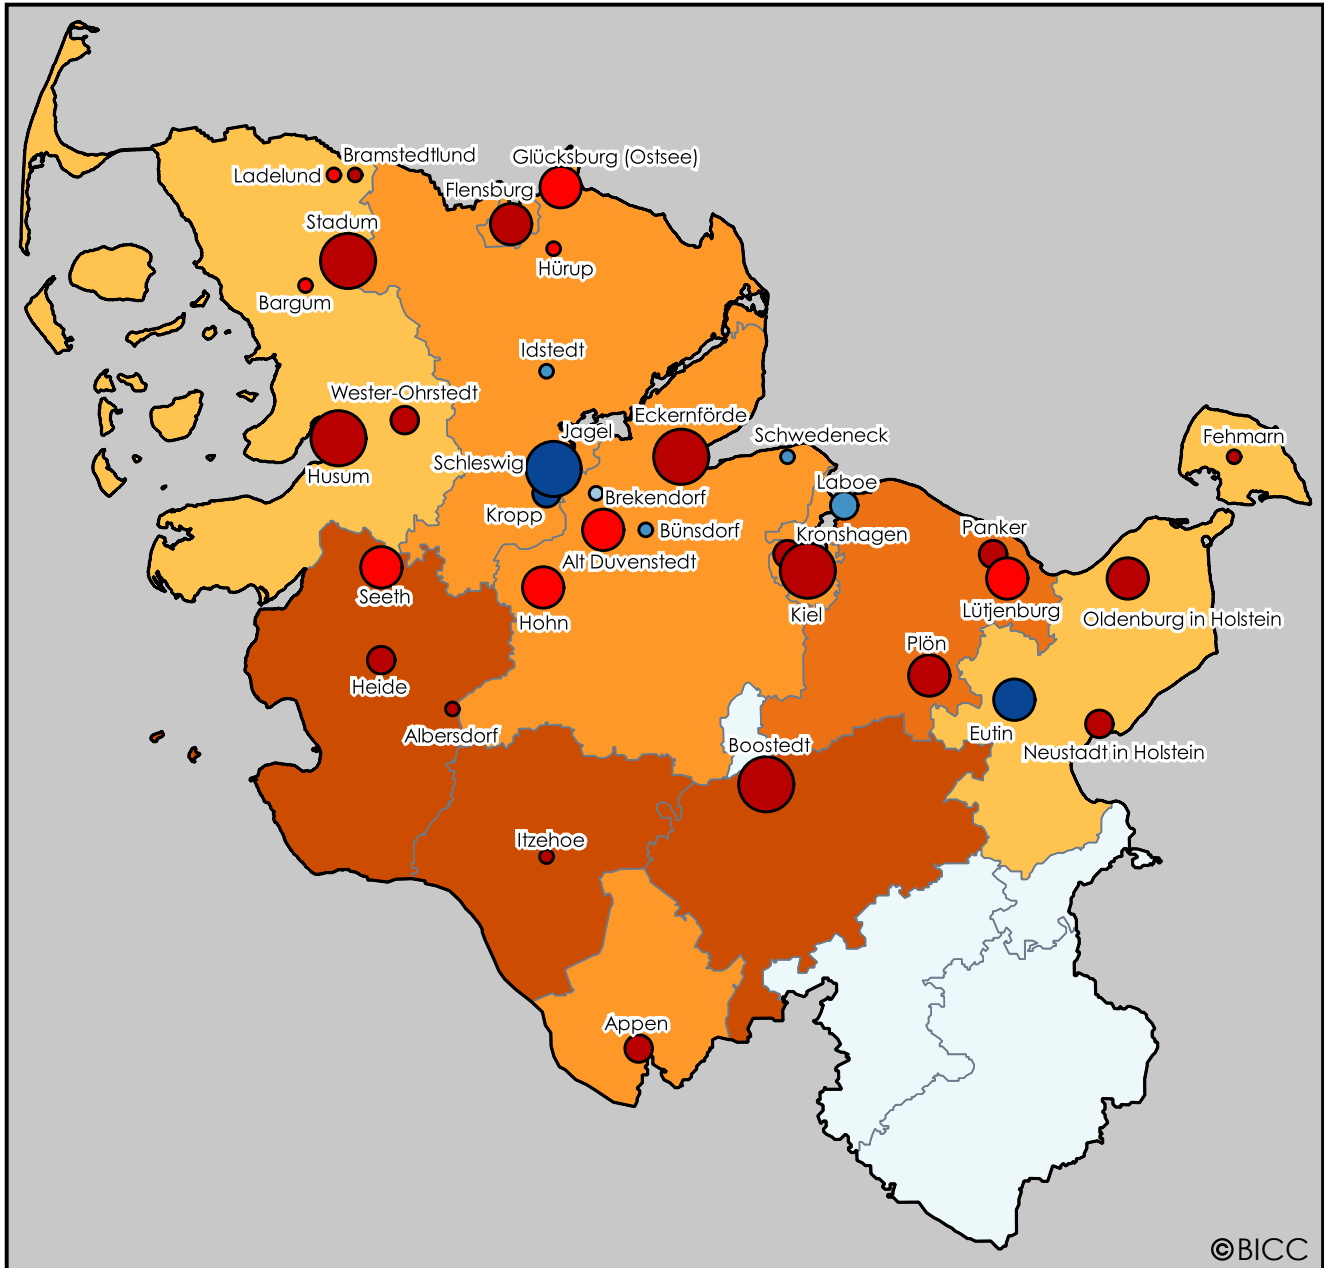 Bramstedtlund
Glücksburg (Ostsee)
Ladelund
Flensburg
Stadum
Hürup
Bargum
Idstedt
Wester-Ohrstedt
Eckernförde
Jagel
Schwedeneck
Fehmarn
Schleswig
Husum
Laboe
Brekendorf
Kropp
Bünsdorf
Kronshagen
Panker
Alt Duvenstedt
Seeth
Hohn
Kiel
Lütjenburg
Oldenburg in Holstein
Plön
Heide
Albersdorf
Eutin
Boostedt
Neustadt in Holstein
Itzehoe
Appen
©BICC